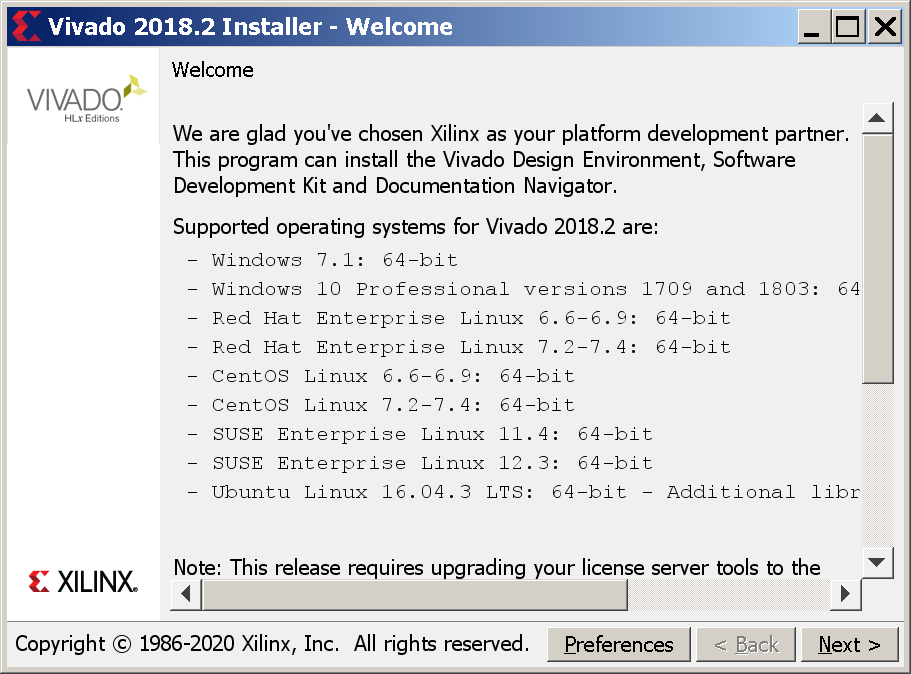 Vivado 2018.2 Installer - Welcome
VIVADO.
HLx Editions
Welcome
We are glad you've chosen Xilinx as your platform development partner.
This program can install the Vivado Design Environment, Software
Development Kit and Documentation Navigator.
Supported operating systems for Vivado 2018.2 are:
- Windows 7.1: 64-bit
- Windows 10 Professional versions 1709 and 1803: 64
- Red Hat Enterprise Linux 6.6-6.9: 64-bit
- Red Hat Enterprise Linux 7.2-7.4: 64-bit
- CentOS Linux 6.6-6.9: 64-bit
- CentOS Linux 7.2-7.4: 64-bit
- SUSE Enterprise Linux 11.4: 64-bit
- SUSE Enterprise Linux 12.3: 64-bit
- Ubuntu Linux 16.04.3 LTS: 64-bit - Additional libr
Note: This release requires upgrading your license server tools to the
XILINX.
Copyright © 1986-2020 Xilinx, Inc. All rights reserved.
Preferences
< Back
Next >